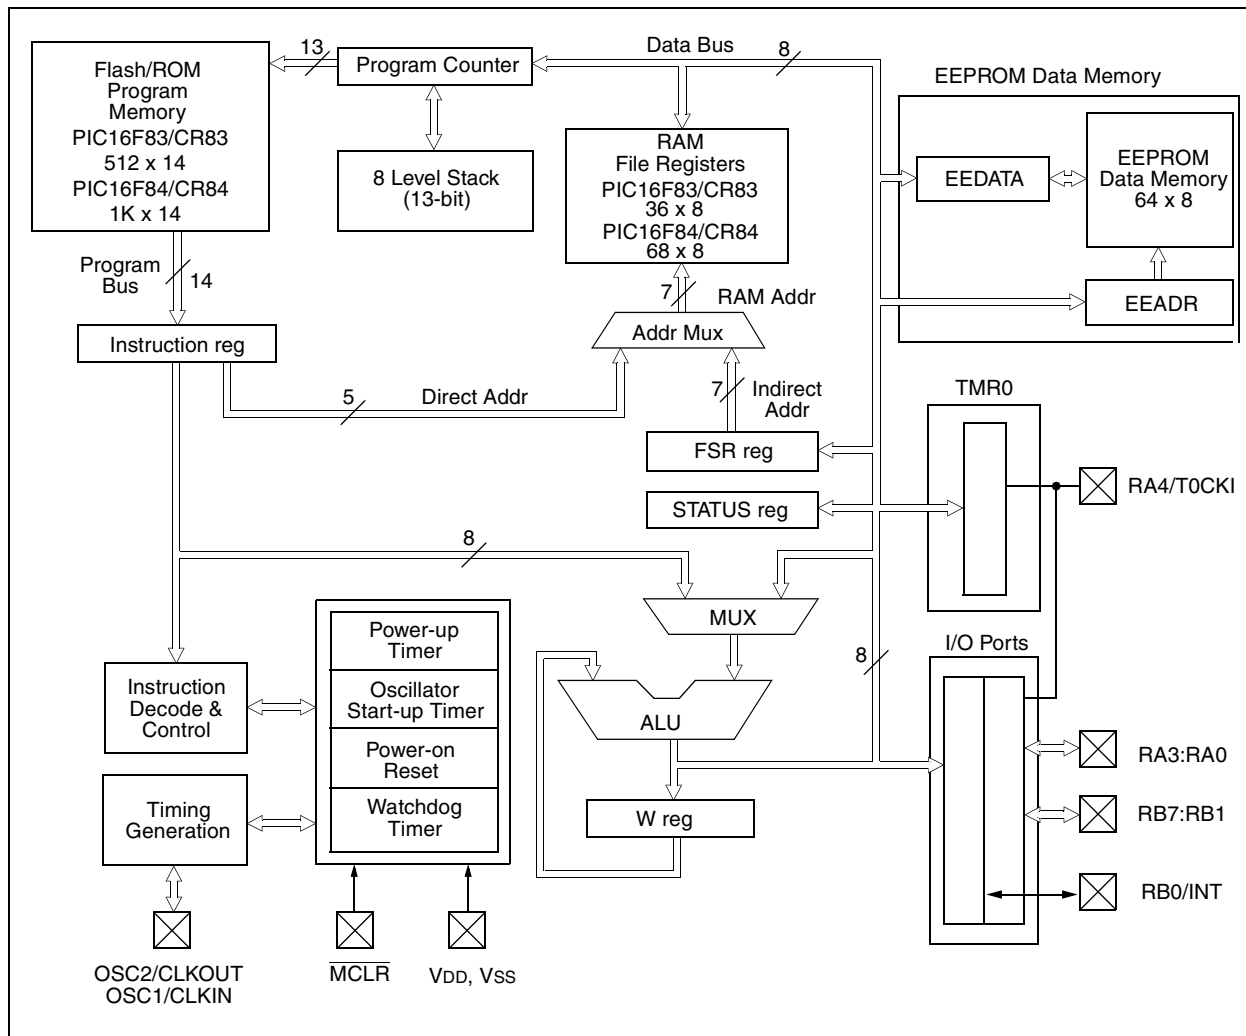 Flash/ROM
Program
Memory
PIC16F83/CR83
512 x 14
PIC16F84/CR84
1K x 14
13
Program Counter
Data Bus
8
8 Level Stack
(13-bit)
RAM
File Registers
PIC16F83/CR83
36 x 8
PIC16F84/CR84
68 x 8
EEPROM Data Memory
EEDATA
EEPROM
Data Memory
64 x 8
EEADR
Program
Bus
14
7
RAM Addr
Addr Mux
Instruction reg
5
Direct Addr
7
Indirect
Addr
FSR reg
STATUS reg
TMR0
RA4/T0CKI
8
MUX
8
I/O Ports
Power-up
Timer
Oscillator
Start-up Timer
Power-on
Reset
Watchdog
Timer
Instruction
Decode &
Control
Timing
Generation
ALU
W reg
RA3:RA0
RB7:RB1
RB0/INT
OSC2/CLKOUT
OSC1/CLKIN
MCLR
VDD, VSS